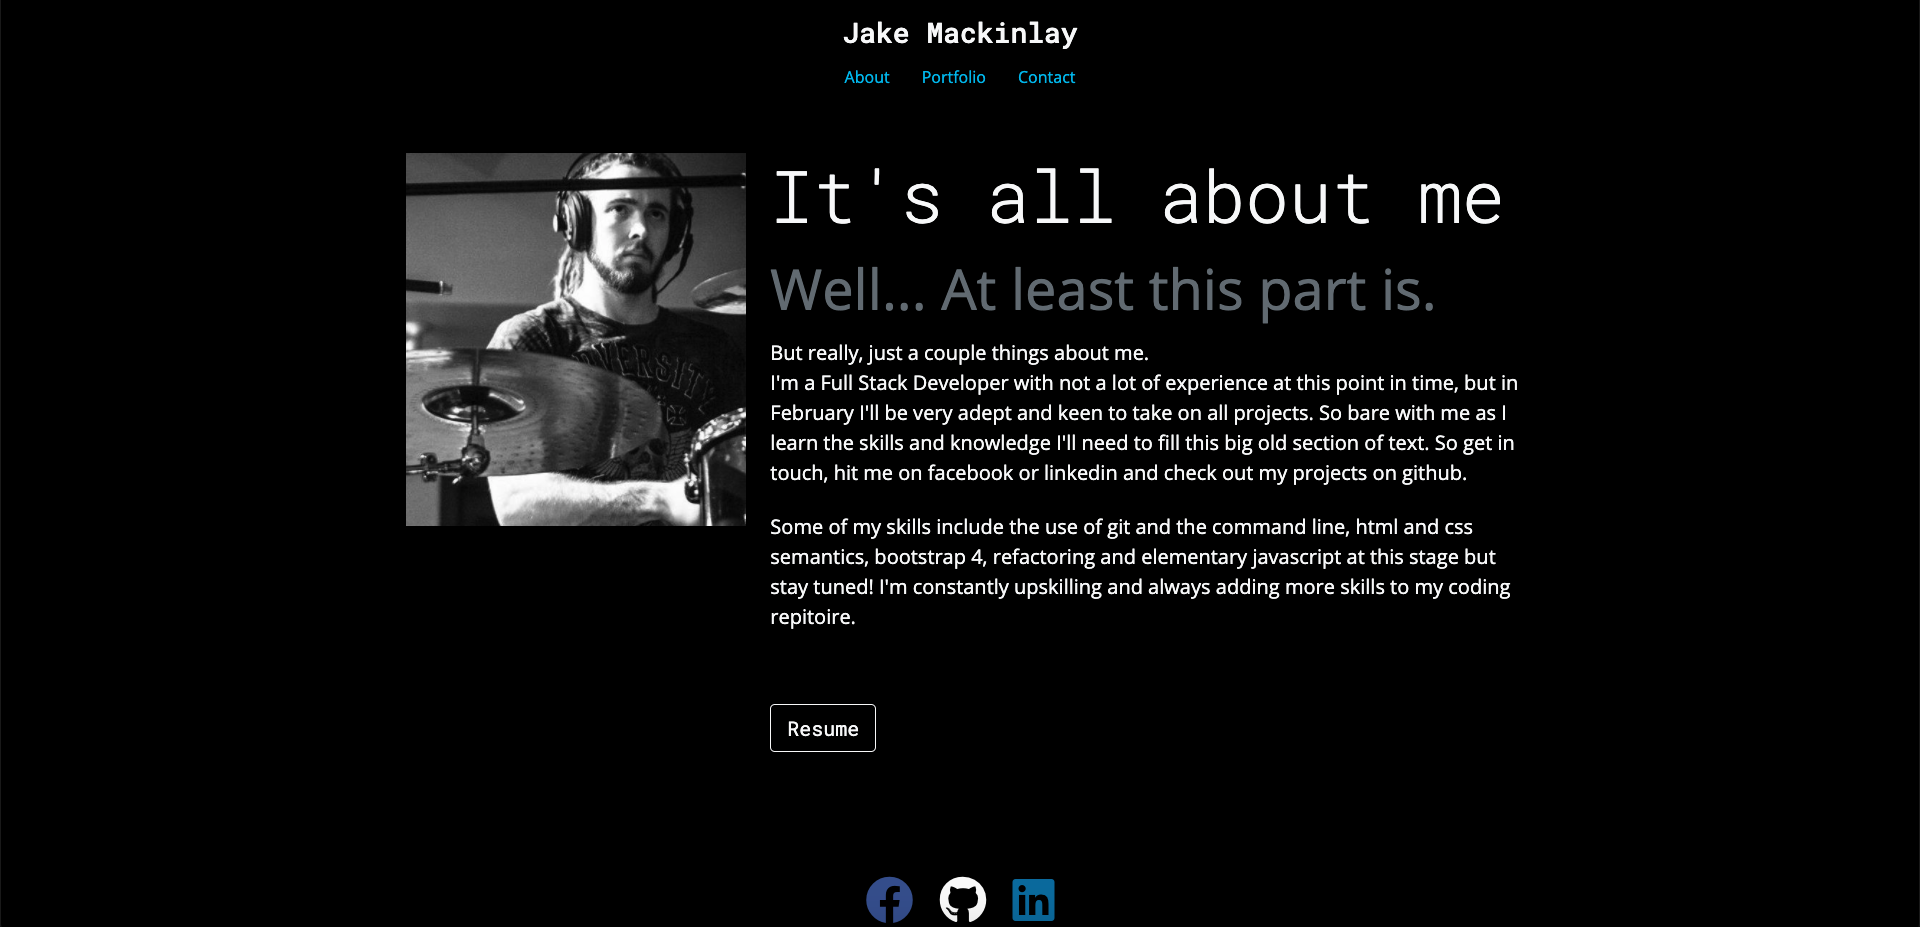 Jake Mackinlay
About Portfolio Contact
It's all about me
Well... At least this part is.
But really, just a couple things about me.
I'm a Full Stack Developer with not a lot of experience at this point in time, but in
February I'll be very adept and keen to take on all projects. So bare with me as I
learn the skills and knowledge I'll need to fill this big old section of text. So get in
touch, hit me on facebook or linkedin and check out my projects on github.
Some of my skills include the use of git and the command line, html and css
semantics, bootstrap 4, refactoring and elementary javascript at this stage but
stay tuned! I'm constantly upskilling and always adding more skills to my coding
repitoire.
Resume
in